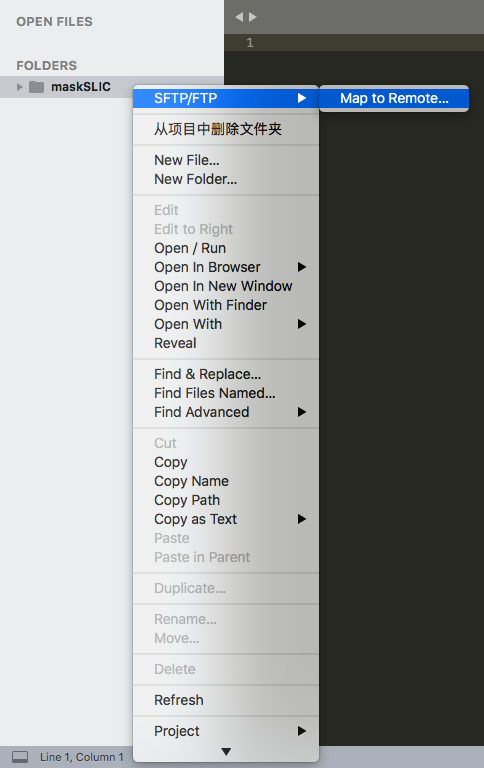 OPEN FILES
FOLDERS
maskSLIC
1
SFTP/FTP
Map to Remote...
从项目中删除文件夹
New File...
New Folder...
Edit
Edit to Right
Open / Run
Open In Browser
Open In New Window
Open With Finder
Open With
Reveal
Find & Replace...
Find Files Named...
Find Advanced
Cut
Copy
Copy Name
Copy Path
Copy as Text
Paste
Paste in Parent
Duplicate...
Rename...
Move...
Delete
Refresh
Project
Line 1, Column 1